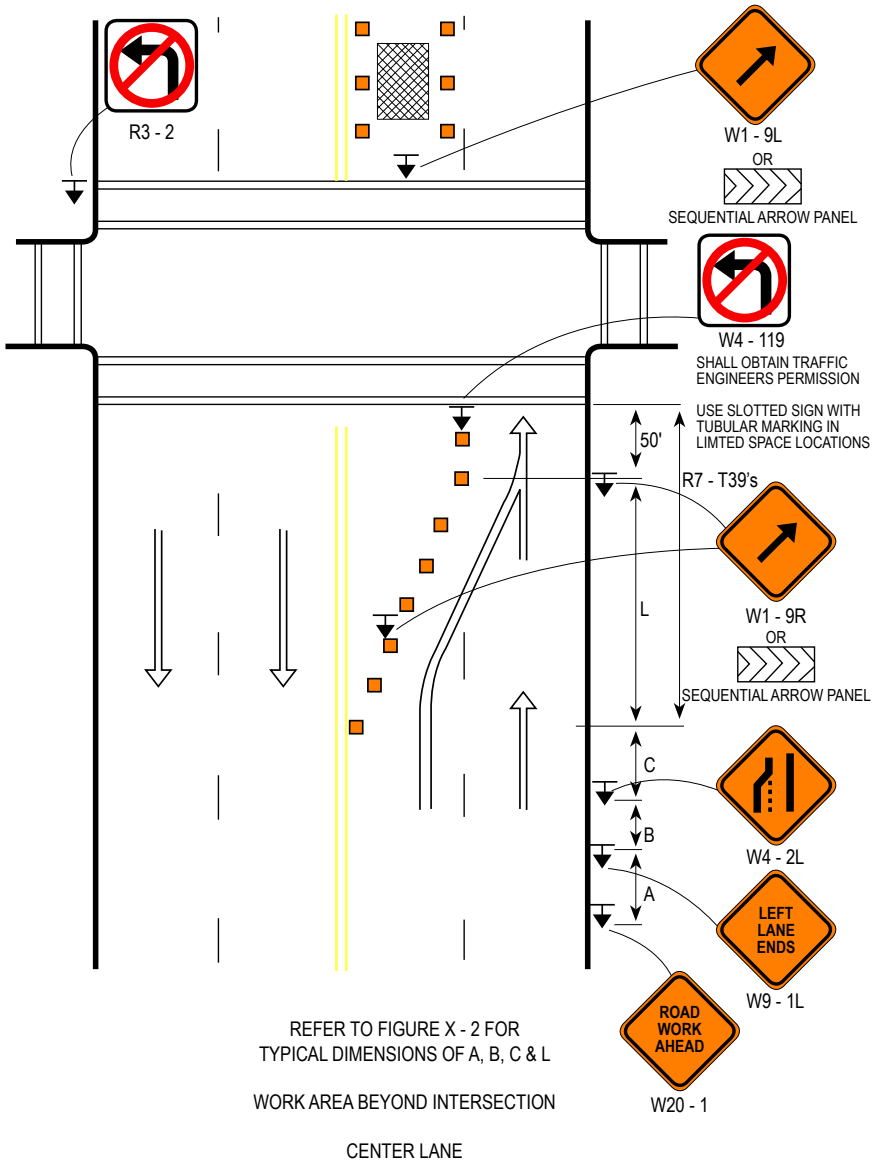 R3 - 2
W1 - 9L
OR
SEQUENTIAL ARROW PANEL
W4 - 119
SHALL OBTAIN TRAFFIC
ENGINEERS PERMISSION
USE SLOTTED SIGN WITH
TUBULAR MARKING IN
LIMTED SPACE LOCATIONS
50'
R7 - T39's
L
W1 - 9R
OR
SEQUENTIAL ARROW PANEL
C
W4 - 2L
B
A
LEFT
LANE
ENDS
W9 - 1L
ROAD
WORK
AHEAD
W20 - 1
REFER TO FIGURE X - 2 FOR
TYPICAL DIMENSIONS OF A, B, C & L
WORK AREA BEYOND INTERSECTION
CENTER LANE